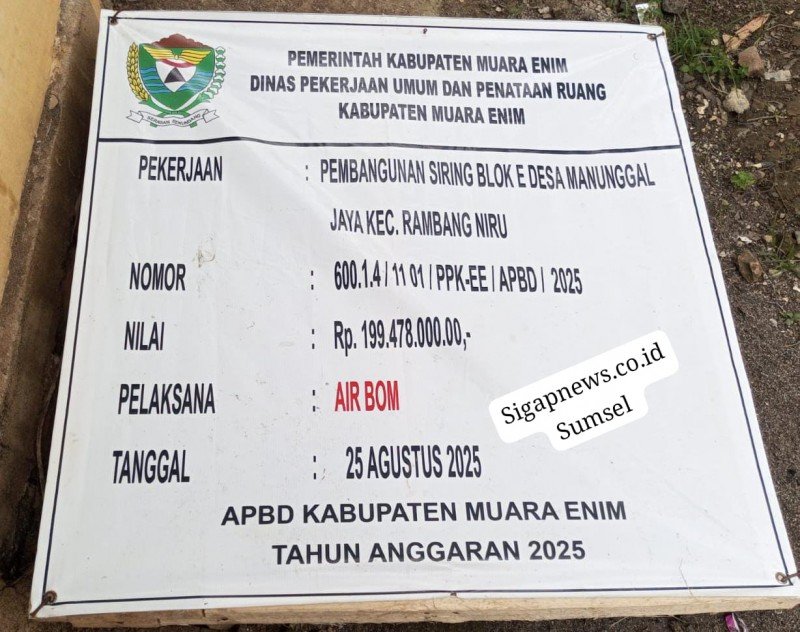 PEMERINTAH KABUPATEN MUARA ENIM
DINAS PEKERJAAN UMUM DAN PENATAAN RUANG
KABUPATEN MUARA ENIM
PEKERJAAN : PEMBANGUNAN SIRING BLOK E DESA MANUNGGAL
JAYA KEC. RAMBANG NIRU
NOMOR : 600.1.4 / 11 01 / PPK-EE / APBD / 2025
NILAI : Rp. 199.478.000.00,-
PELAKSANA : AIR BOM
TANGGAL : 25 AGUSTUS 2025
APBD KABUPATEN MUARA ENIM
TAHUN ANGGARAN 2025
Sigapnews.co.id
Sumsel